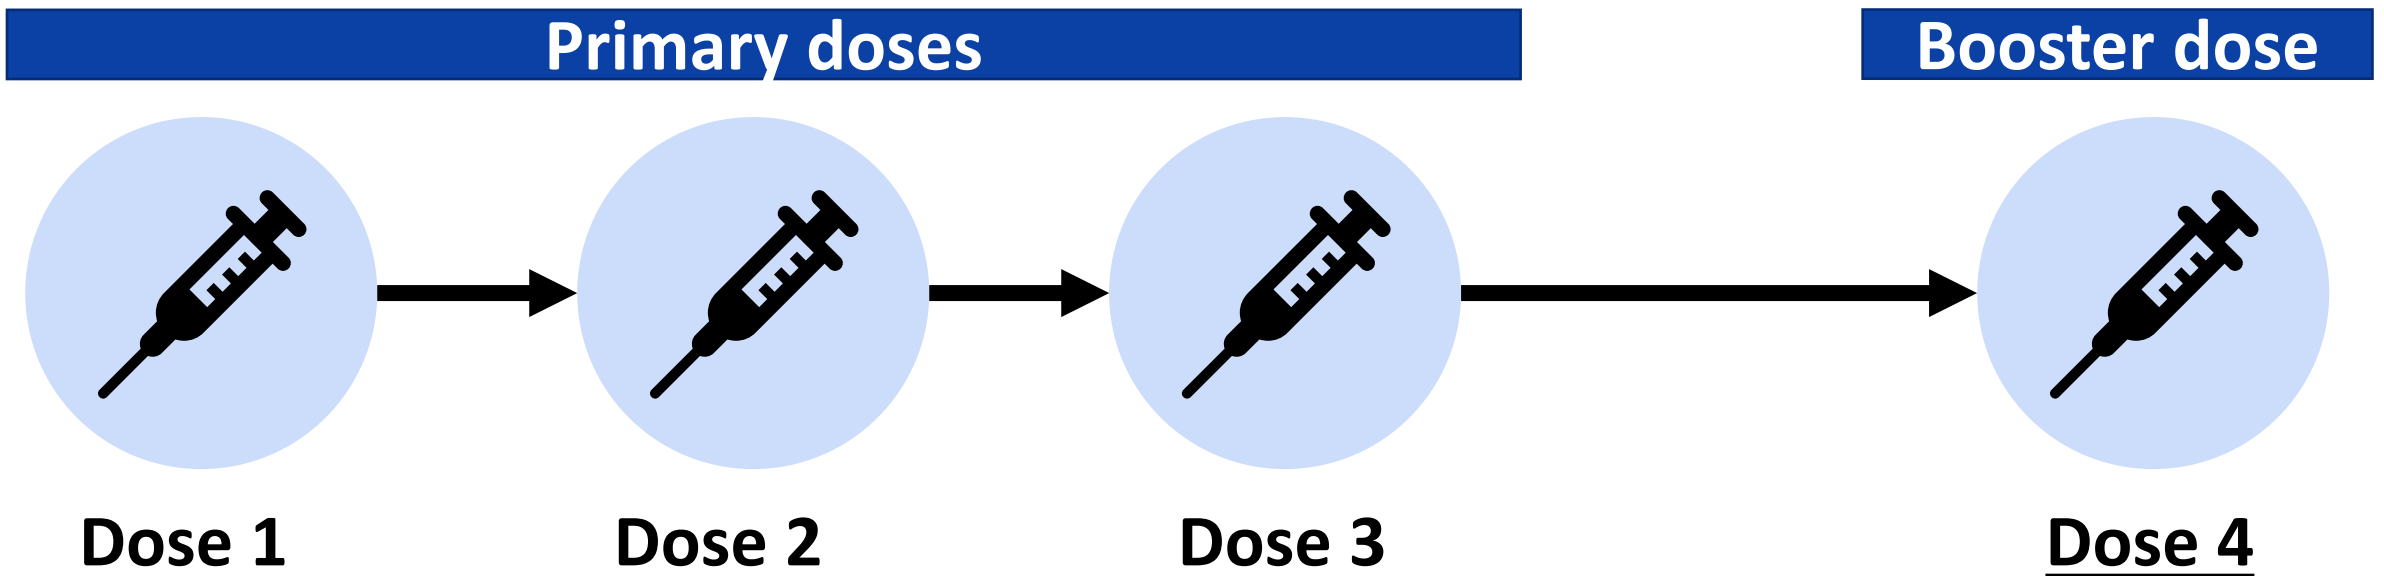 Primary doses
Booster dose
Dose 1
Dose 2
Dose 3
Dose 4